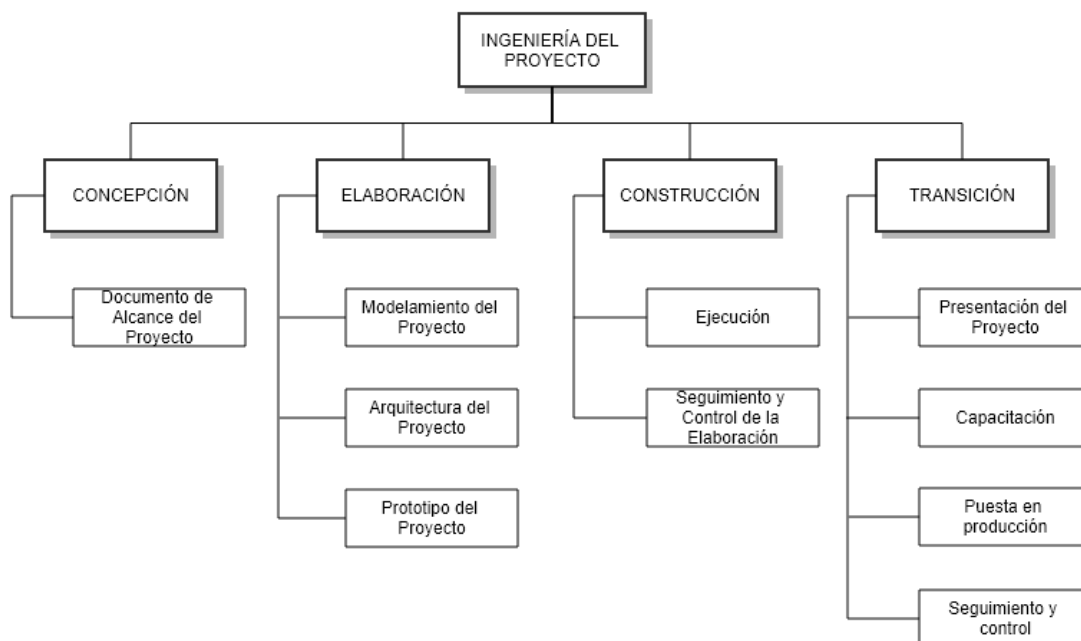 INGENIERÍA DEL
PROYECTO
CONCEPCIÓN
ELABORACIÓN
CONSTRUCCIÓN
TRANSICIÓN
Documento de
Alcance del
Proyecto
Modelamiento del
Proyecto
Arquitectura del
Proyecto
Prototipo del
Proyecto
Ejecución
Seguimiento y
Control de la
Elaboración
Presentación del
Proyecto
Capacitación
Puesta en
producción
Seguimiento y
control